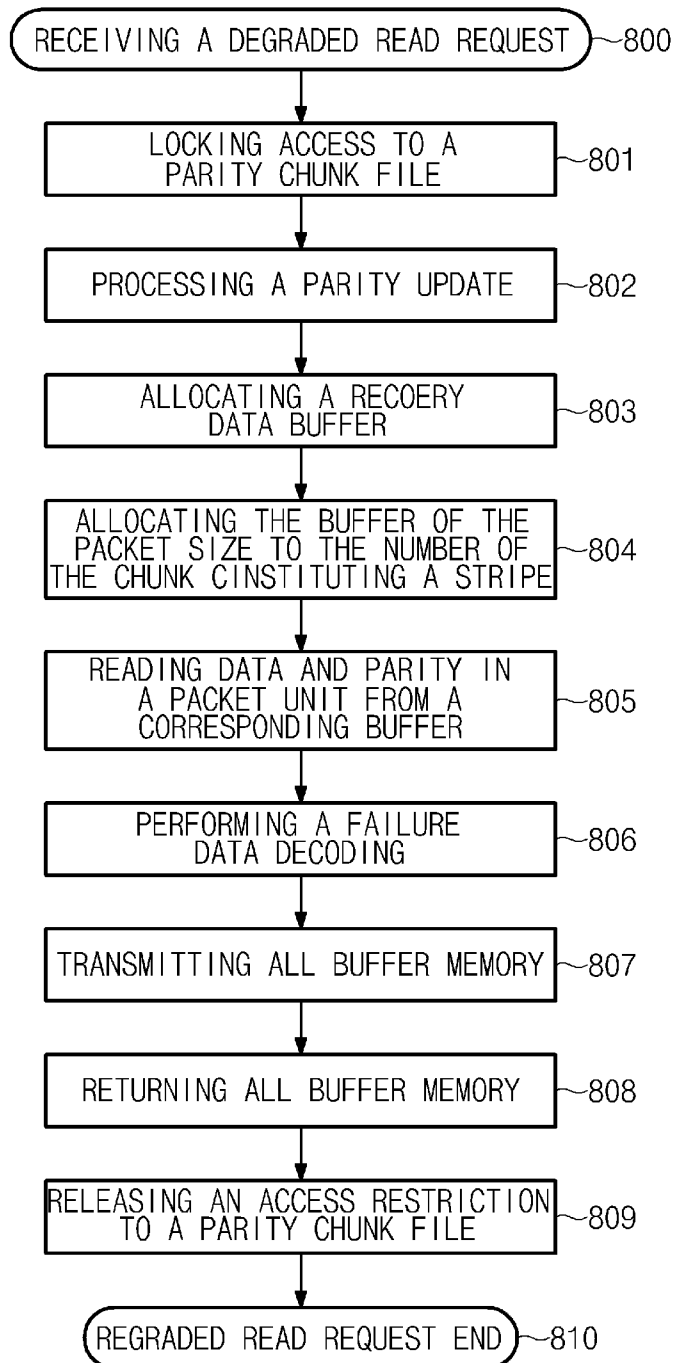 RECEIVING A DEGRADED READ REQUEST 800
LOCKING ACCESS TO A
PARITY CHUNK FILE
801
PROCESSING A PARITY UPDATE 802
ALLOCATING A RECOERY
DATA BUFFER
803
ALLOCATING THE BUFFER OF THE
PACKET SIZE TO THE NUMBER OF
THE CHUNK CINSTITUTING A STRIPE
804
READING DATA AND PARITY IN
A PACKET UNIT FROM A
CORRESPONDING BUFFER
805
PERFORMING A FAILURE
DATA DECODING
806
TRANSMITTING ALL BUFFER MEMORY 807
RETURNING ALL BUFFER MEMORY 808
RELEASING AN ACCESS RESTRICTION
TO A PARITY CHUNK FILE
809
REGRADED READ REQUEST END 810